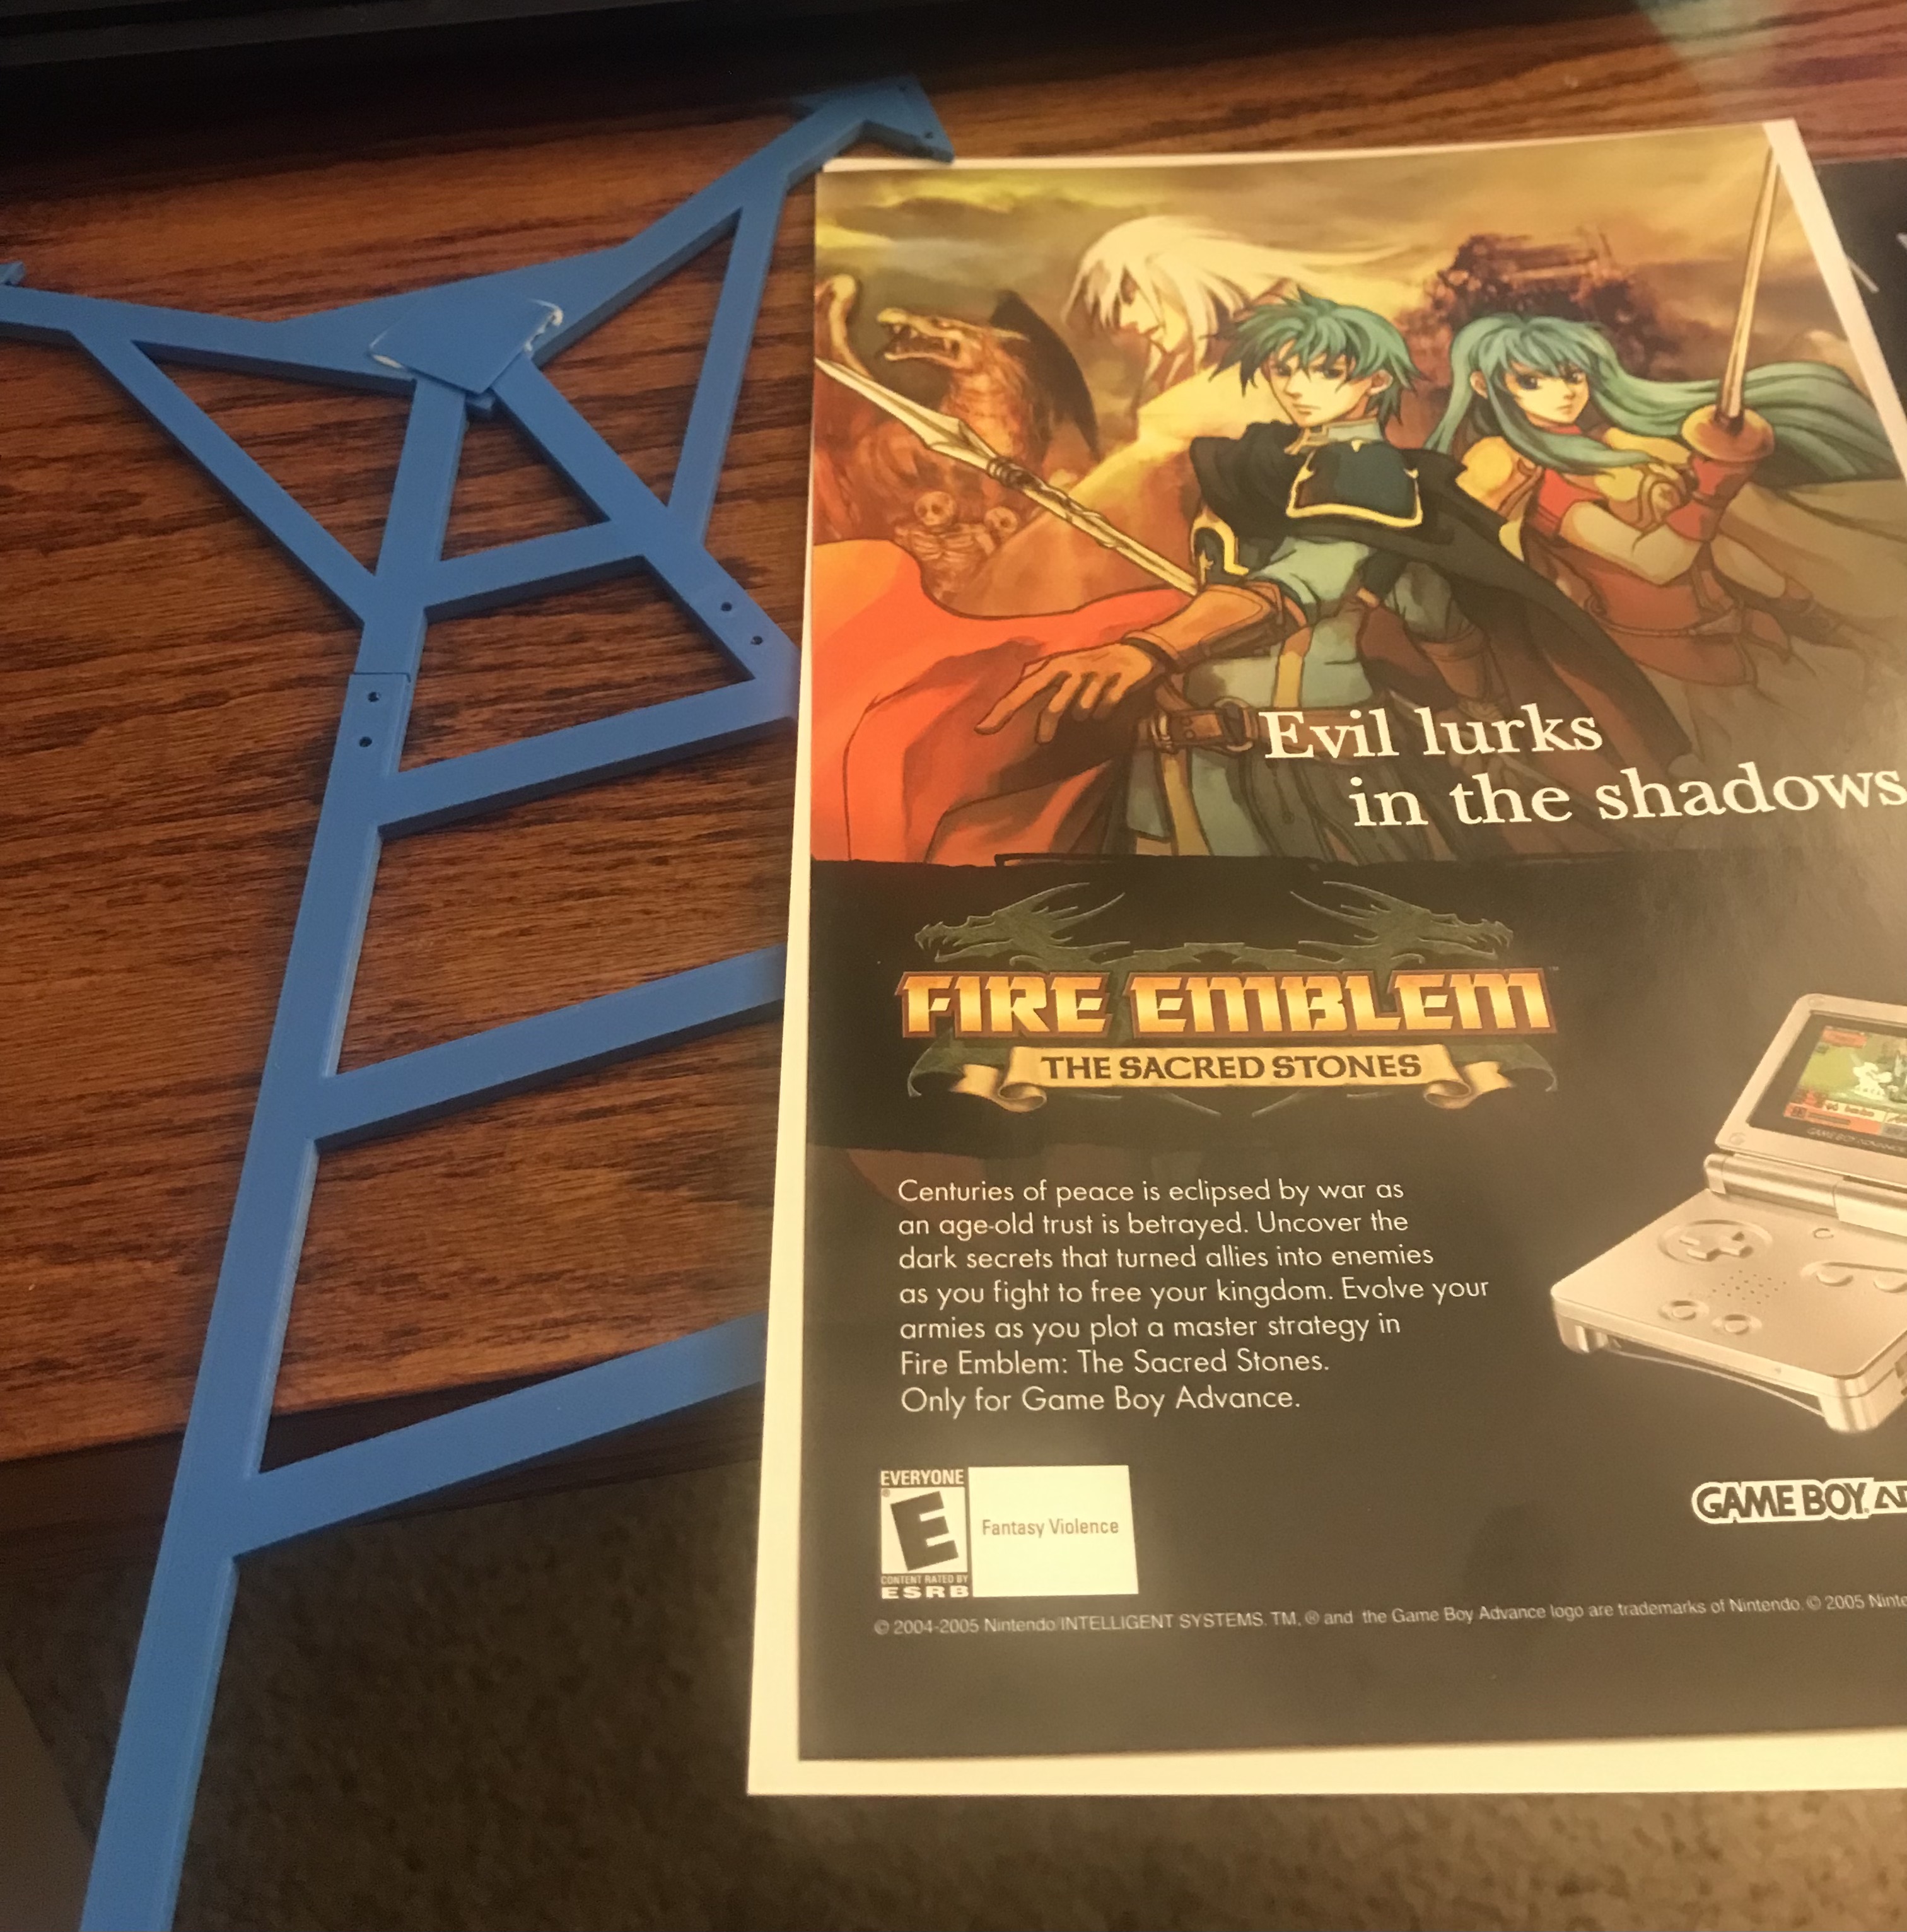 Evil lurks
in the shadows
FIRE EMBLEM
THE SACRED STONES
Centuries of peace is eclipsed by war as
an age-old trust is betrayed. Uncover the
dark secrets that turned allies into enemies
as you fight to free your kingdom. Evolve your
armies as you plot a master strategy in
Fire Emblem: The Sacred Stones.
Only for Game Boy Advance.
GAME BOY
EVERYONE
E
Fantasy Violence
CONTENT RATED BY
ESRB
© 2004-2005 Nintendo/INTELLIGENT SYSTEMS. TM, ® and the Game Boy Advance logo are trademarks of Nintendo. © 2005